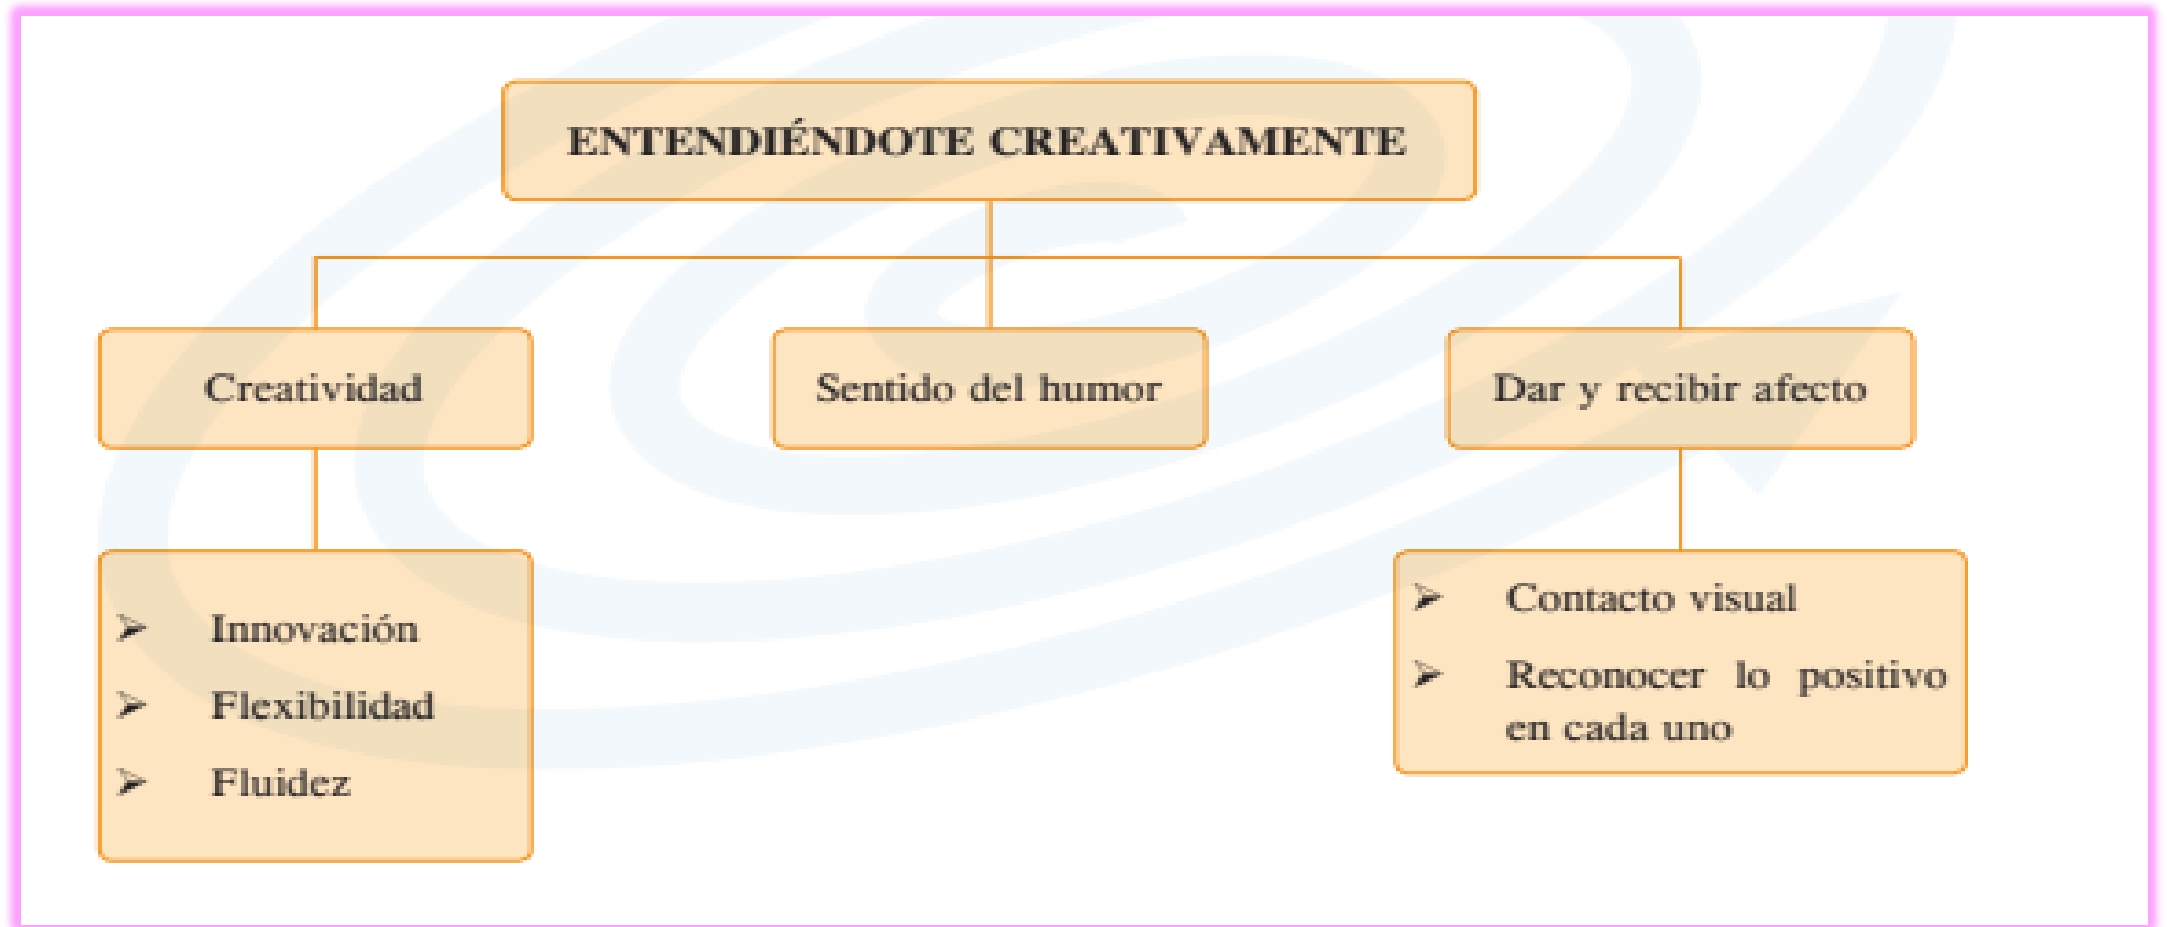 ENTENDIÉNDOTE CREATIVAMENTE
Creatividad
Sentido del humor
Dar y recibir afecto
➢ Innovación
➢ Flexibilidad
➢ Fluidez
➢ Contacto visual
➢ Reconocer lo positivo
en cada uno